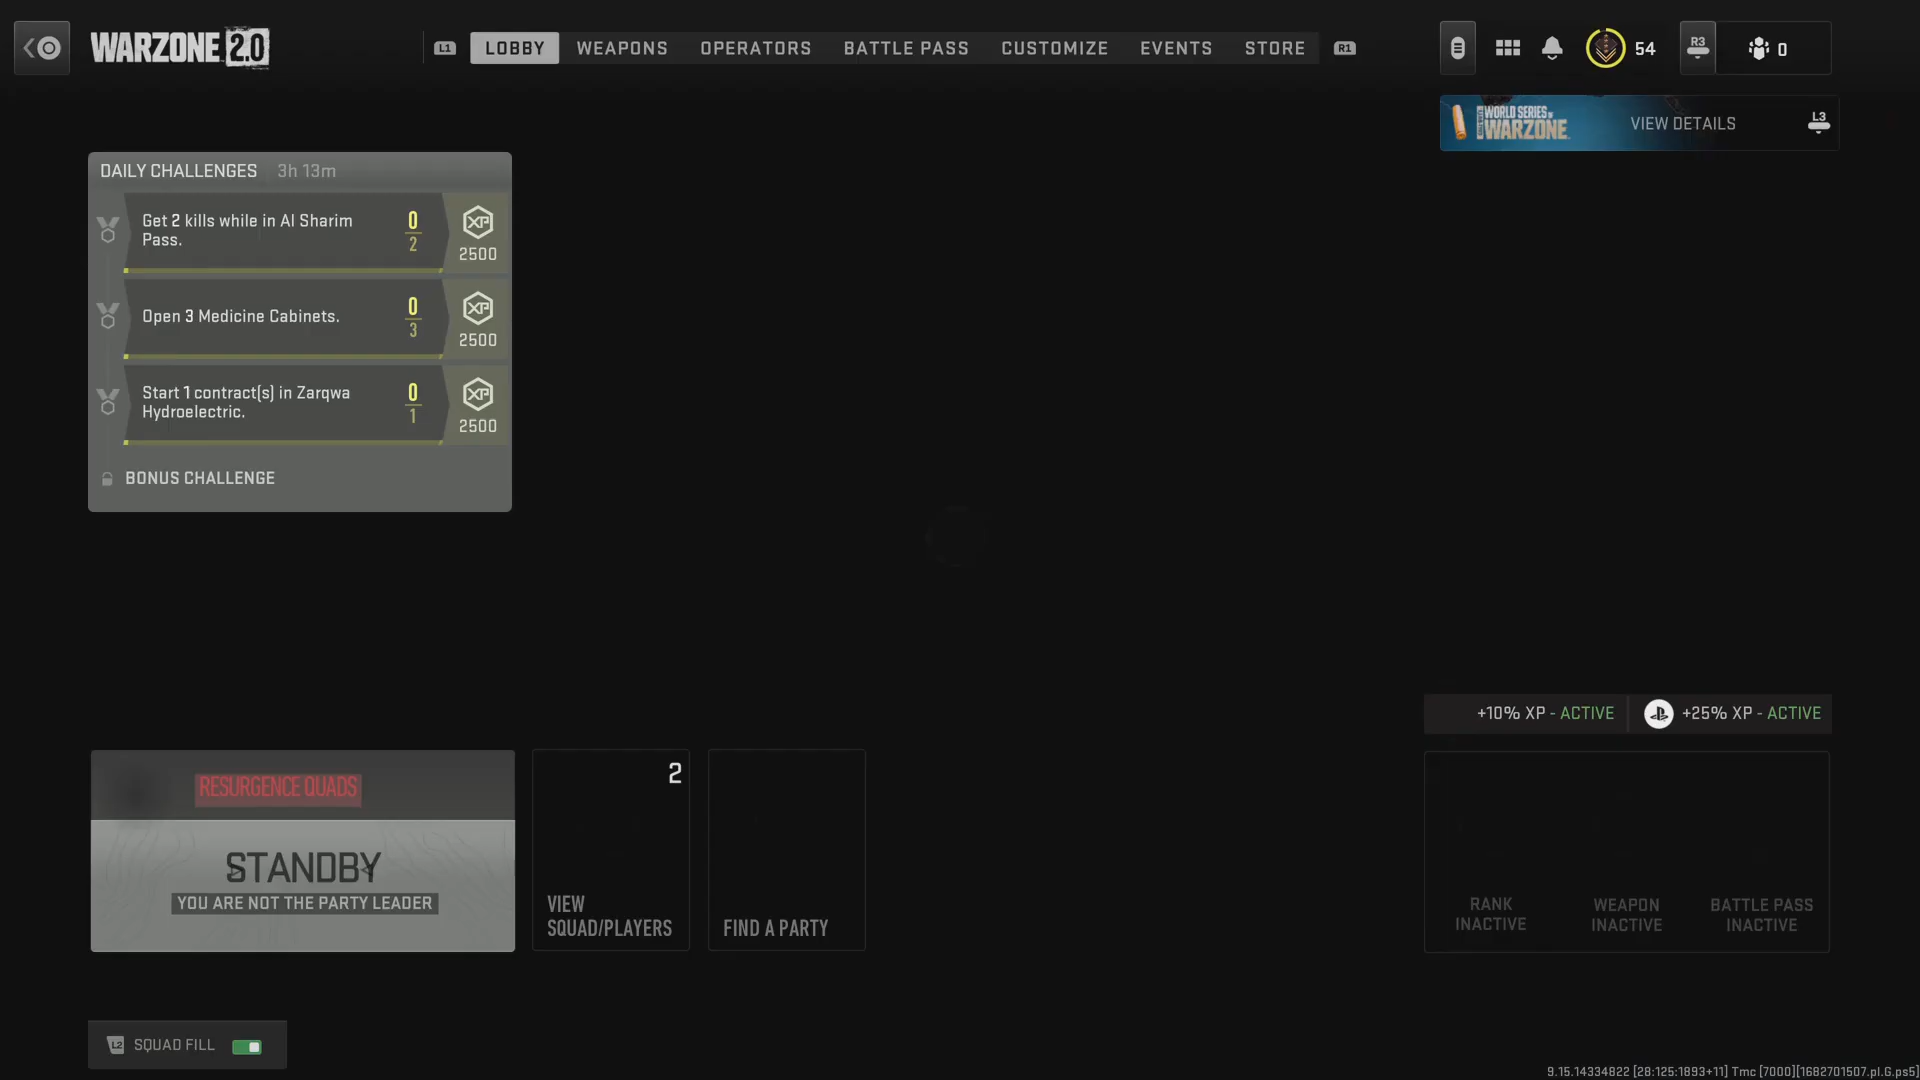 WARZONE 2.0
L1 LOBBY WEAPONS OPERATORS BATTLE PASS CUSTOMIZE EVENTS STORE R1
54 R3 0
WORLD SERIES OF WARZONE VIEW DETAILS L3
DAILY CHALLENGES 3h 13m
Get 2 kills while in Al Sharim
Pass.
0
2
XP
2500
Open 3 Medicine Cabinets.
0
3
XP
2500
Start 1 contract(s) in Zarqwa
Hydroelectric.
0
1
XP
2500
BONUS CHALLENGE
+10% XP - ACTIVE +25% XP - ACTIVE
RESURGENCE QUADS
STANDBY
YOU ARE NOT THE PARTY LEADER
2
VIEW
SQUAD/PLAYERS
FIND A PARTY
RANK
INACTIVE
WEAPON
INACTIVE
BATTLE PASS
INACTIVE
L2 SQUAD FILL
9.15.14334822 [28:125:1893+11] Tmc [7000][1682701507.pl.G.ps5]